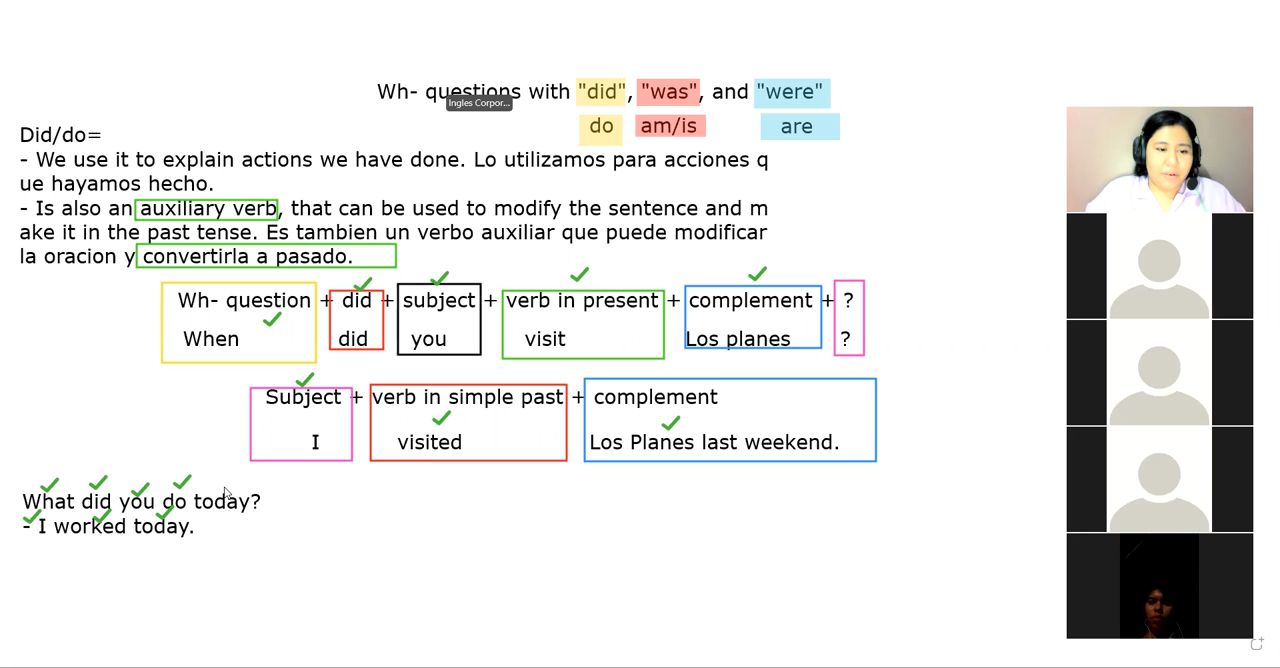 Wh- questions with "did", "was", and "were"
Ingles Corpor...
do am/is are
Did/do=
- We use it to explain actions we have done. Lo utilizamos para acciones q
ue hayamos hecho.
- Is also an auxiliary verb, that can be used to modify the sentence and m
ake it in the past tense. Es tambien un verbo auxiliar que puede modificar
la oracion y convertirla a pasado.
Wh- question + did + subject + verb in present + complement + ?
When did you visit Los planes ?
Subject + verb in simple past + complement
I visited Los Planes last weekend.
What did you do today?
- I worked today.